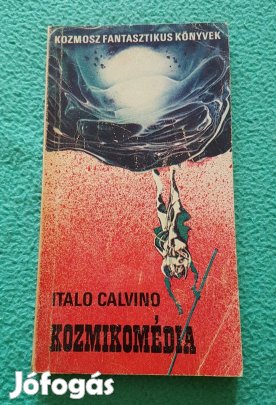 KOZMOSZ FANTASZTIKUS KÖNYVEK
ITALO CALVINO
KOZMIKOMÉDIA
Jófogás